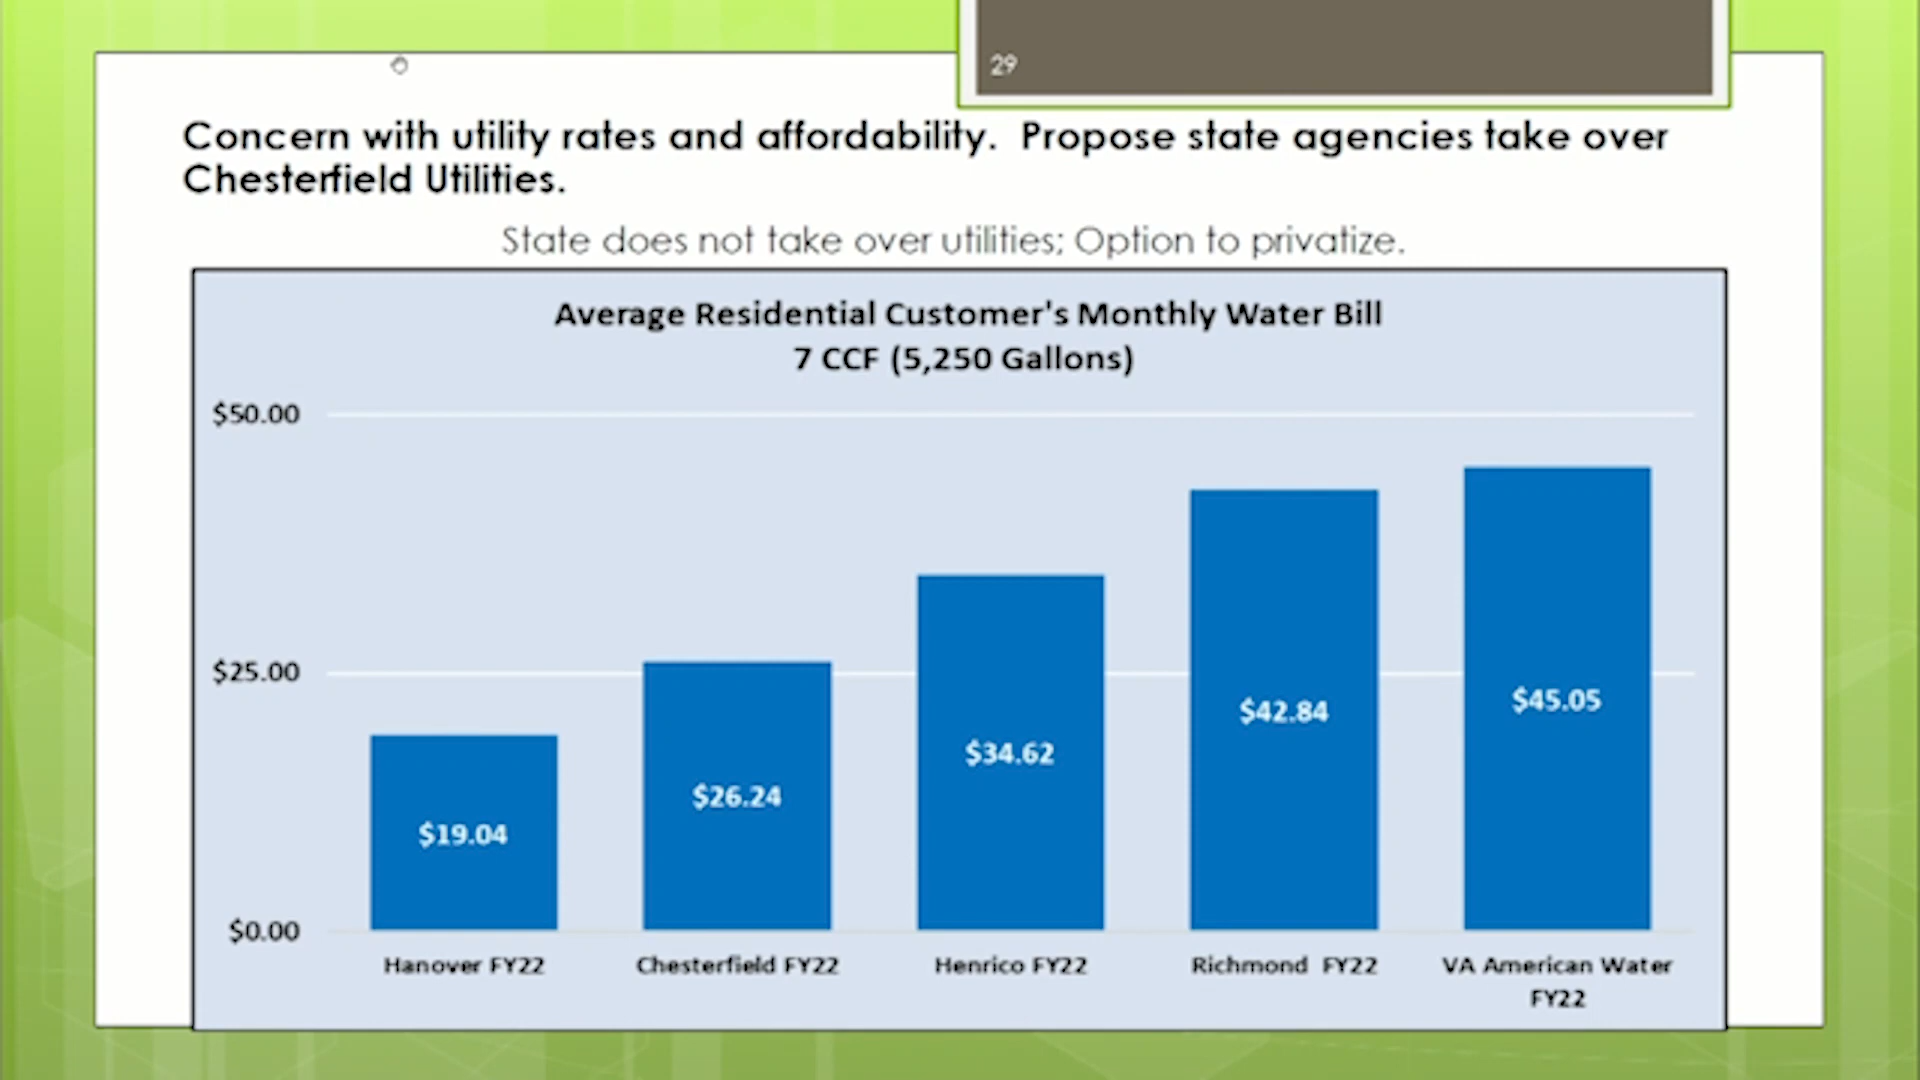 29
Concern with utility rates and affordability. Propose state agencies take over
Chesterfield Utilities.
State does not take over utilities; Option to privatize.
Average Residential Customer's Monthly Water Bill
7 CCF (5,250 Gallons)
$50.00
$25.00
$0.00
$19.04
$26.24
$34.62
$42.84
$45.05
Hanover FY22
Chesterfield FY22
Henrico FY22
Richmond FY22
VA American Water
FY22